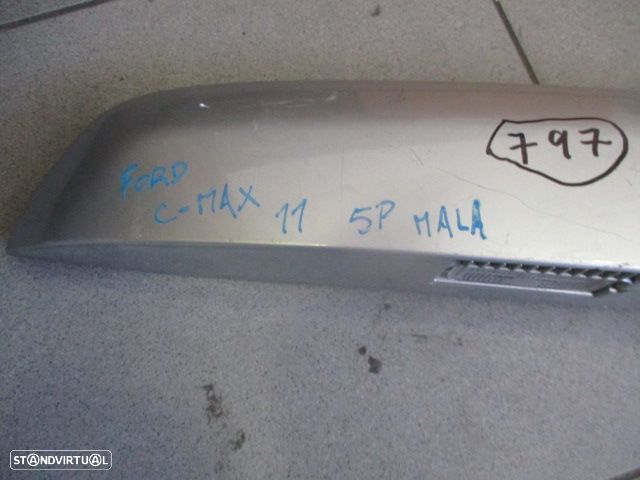 797
FORD
C-MAX 11 5P MALA
STANDVIRTUAL